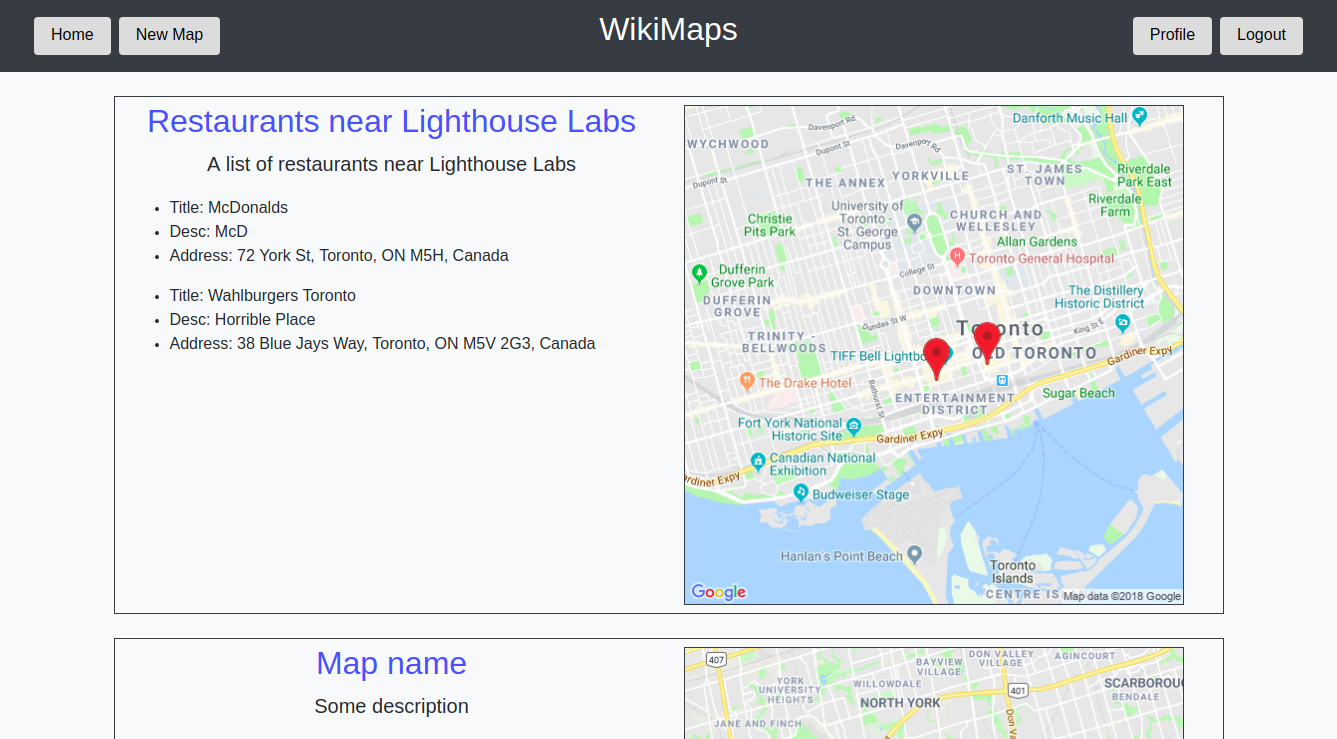 Home
New Map
WikiMaps
Profile
Logout
Restaurants near Lighthouse Labs
A list of restaurants near Lighthouse Labs
Title: McDonalds
Desc: McD
Address: 72 York St, Toronto, ON M5H, Canada
Title: Wahlburgers Toronto
Desc: Horrible Place
Address: 38 Blue Jays Way, Toronto, ON M5V 2G3, Canada
Danforth Music Hall
Davenport Rd
WYCHWOOD
Dupont St
Davenport Rd
Riverdale
Park East
ST. JAMES
TOWN
YORKVILLE
THE ANNEX
Dupont St
Riverdale
Farm
University of
Toronto -
St. George
Campus
Christie
Pits Park
CHURCH AND
WELLESLEY
Allan Gardens
Toronto General Hospital
College St
Dufferin
Grove Park
DOWNTOWN
The Distillery
Historic District
DUFFERIN
GROVE
Dundas St W
King St E
TRINITY -
BELLWOODS
TIFF Bell Lightbo
OLD TORONTO
Gardiner Expy
The Drake Hotel
Bathurst St
Sugar Beach
ENTERTAINMENT
DISTRICT
Fort York National
Historic Site
Gardiner Expy
Canadian National
Exhibition
ardiner Expy
Budweiser Stage
Hanlan's Point Beach
Toronto
Islands
CENTRE IS
Google
Map data ©2018 Google
Map name
Some description
407
DON VALLEY
VILLAGE
AGINCOURT
BAYVIEW
VILLAGE
YORK
UNIVERSITY
HEIGHTS
WILLOWDALE
401
SCARBOROU
BENDALE
NORTH YORK
JANE AND FINCH
Don Va